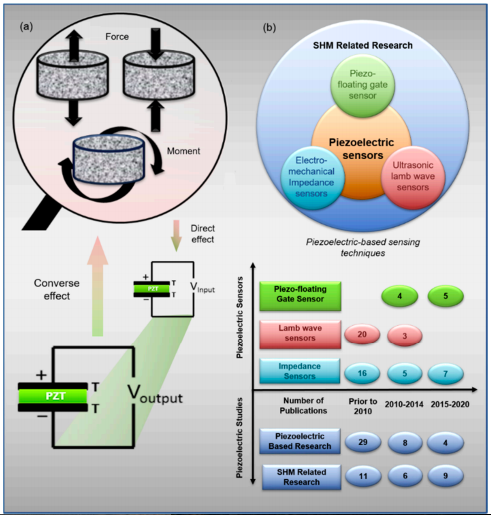 (a)
Force
Moment
Direct
effect
Converse
effect
+
T
PZT
V input
T
−
+
T
PZT
Voutput
T
−
(b)
SHM Related Research
Piezo-
floating gate
sensor
Piezoelectric
sensors
Electro-
mechanical
Impedance
sensors
Ultrasonic
lamb wave
sensors
Piezoelectric-based sensing
techniques
Piezoelectric Sensors
Piezo-floating
Gate Sensor
4 5
Lamb wave
sensors
20 3
Impedance
Sensors
16 5 7
Piezoelectric Studies
Number of
Publications
Prior to
2010
2010-2014
2015-2020
Piezoelectric
Based Research
29 8 4
SHM Related
Research
11 6 9